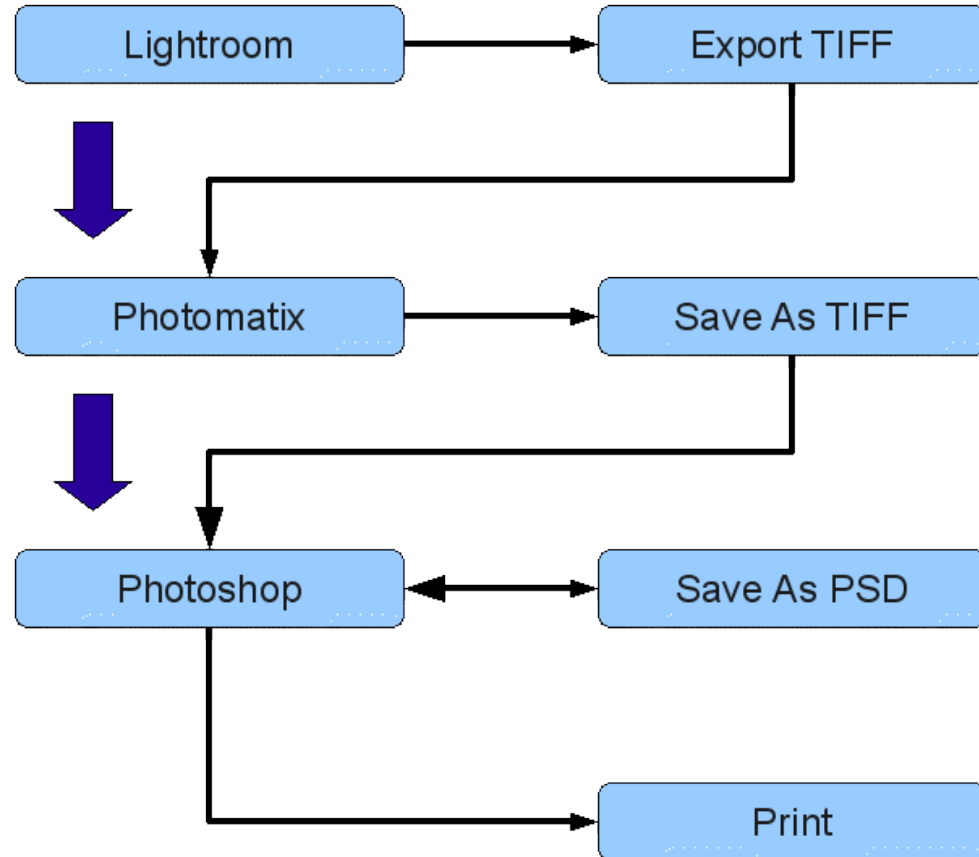 Lightroom
Export TIFF
Photomatix
Save As TIFF
Photoshop
Save As PSD
Print